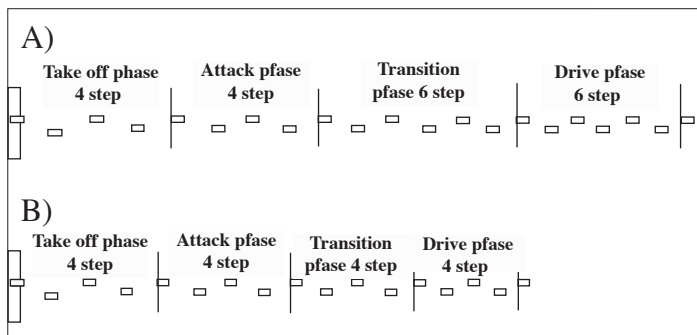 A)
Take off phase
4 step
Attack pfase
4 step
Transition
pfase 6 step
Drive pfase
6 step
B)
Take off phase
4 step
Attack pfase
4 step
Transition
pfase 4 step
Drive pfase
4 step